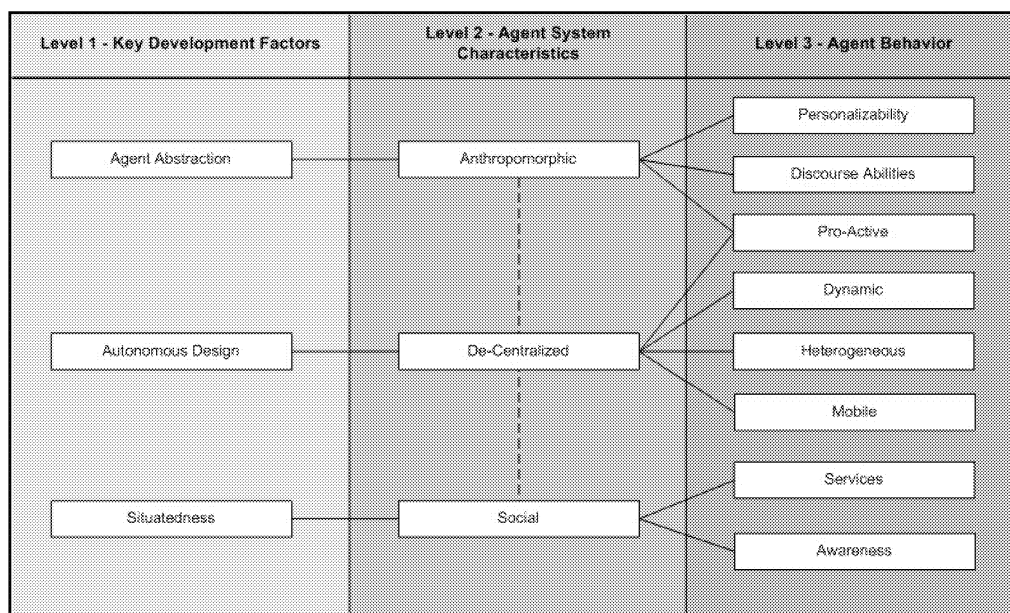 Level 1 - Key Development Factors
Level 2 - Agent System
Characteristics
Level 3 - Agent Behavior
Agent Abstraction
Autonomous Design
Situatedness
Anthropomorphic
De-Centralized
Social
Personalizability
Discourse Abilities
Pro-Active
Dynamic
Heterogeneous
Mobile
Services
Awareness